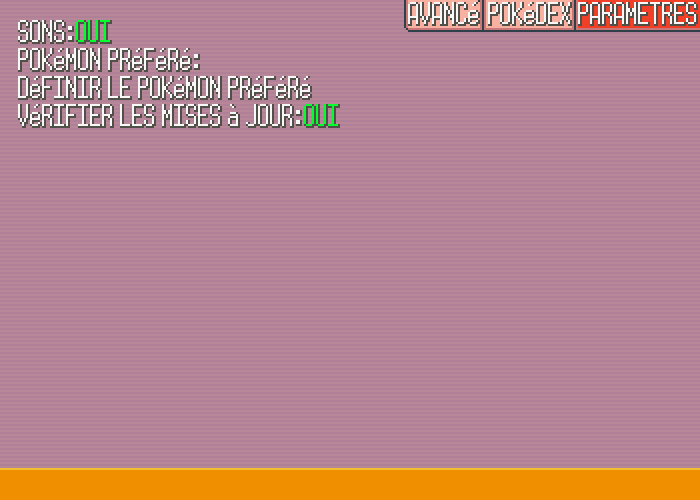 AVANCé POKéDEX PARAMETRES
SONS:OUI
POKéMON PRéFéRé:
DéFINIR LE POKéMON PRéFéRé
VéRIFIER LES MISES à JOUR:OUI